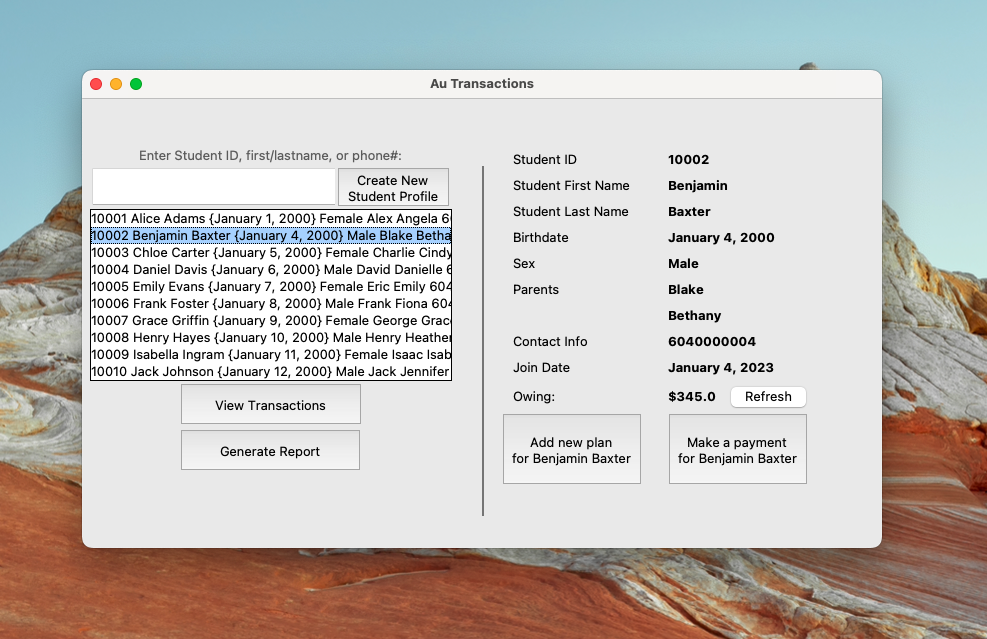 Au Transactions
Enter Student ID, first/lastname, or phone#:
Create New
Student Profile
10001 Alice Adams {January 1, 2000} Female Alex Angela 60
10002 Benjamin Baxter {January 4, 2000} Male Blake Betha
10003 Chloe Carter {January 5, 2000} Female Charlie Cindy
10004 Daniel Davis {January 6, 2000} Male David Danielle 6
10005 Emily Evans {January 7, 2000} Female Eric Emily 604
10006 Frank Foster {January 8, 2000} Male Frank Fiona 604
10007 Grace Griffin {January 9, 2000} Female George Grac
10008 Henry Hayes {January 10, 2000} Male Henry Heather
10009 Isabella Ingram {January 11, 2000} Female Isaac Isab
10010 Jack Johnson {January 12, 2000} Male Jack Jennifer
View Transactions
Generate Report
Student ID 10002
Student First Name Benjamin
Student Last Name Baxter
Birthdate January 4, 2000
Sex Male
Parents Blake
Bethany
Contact Info 6040000004
Join Date January 4, 2023
Owing: $345.0 Refresh
Add new plan
for Benjamin Baxter
Make a payment
for Benjamin Baxter